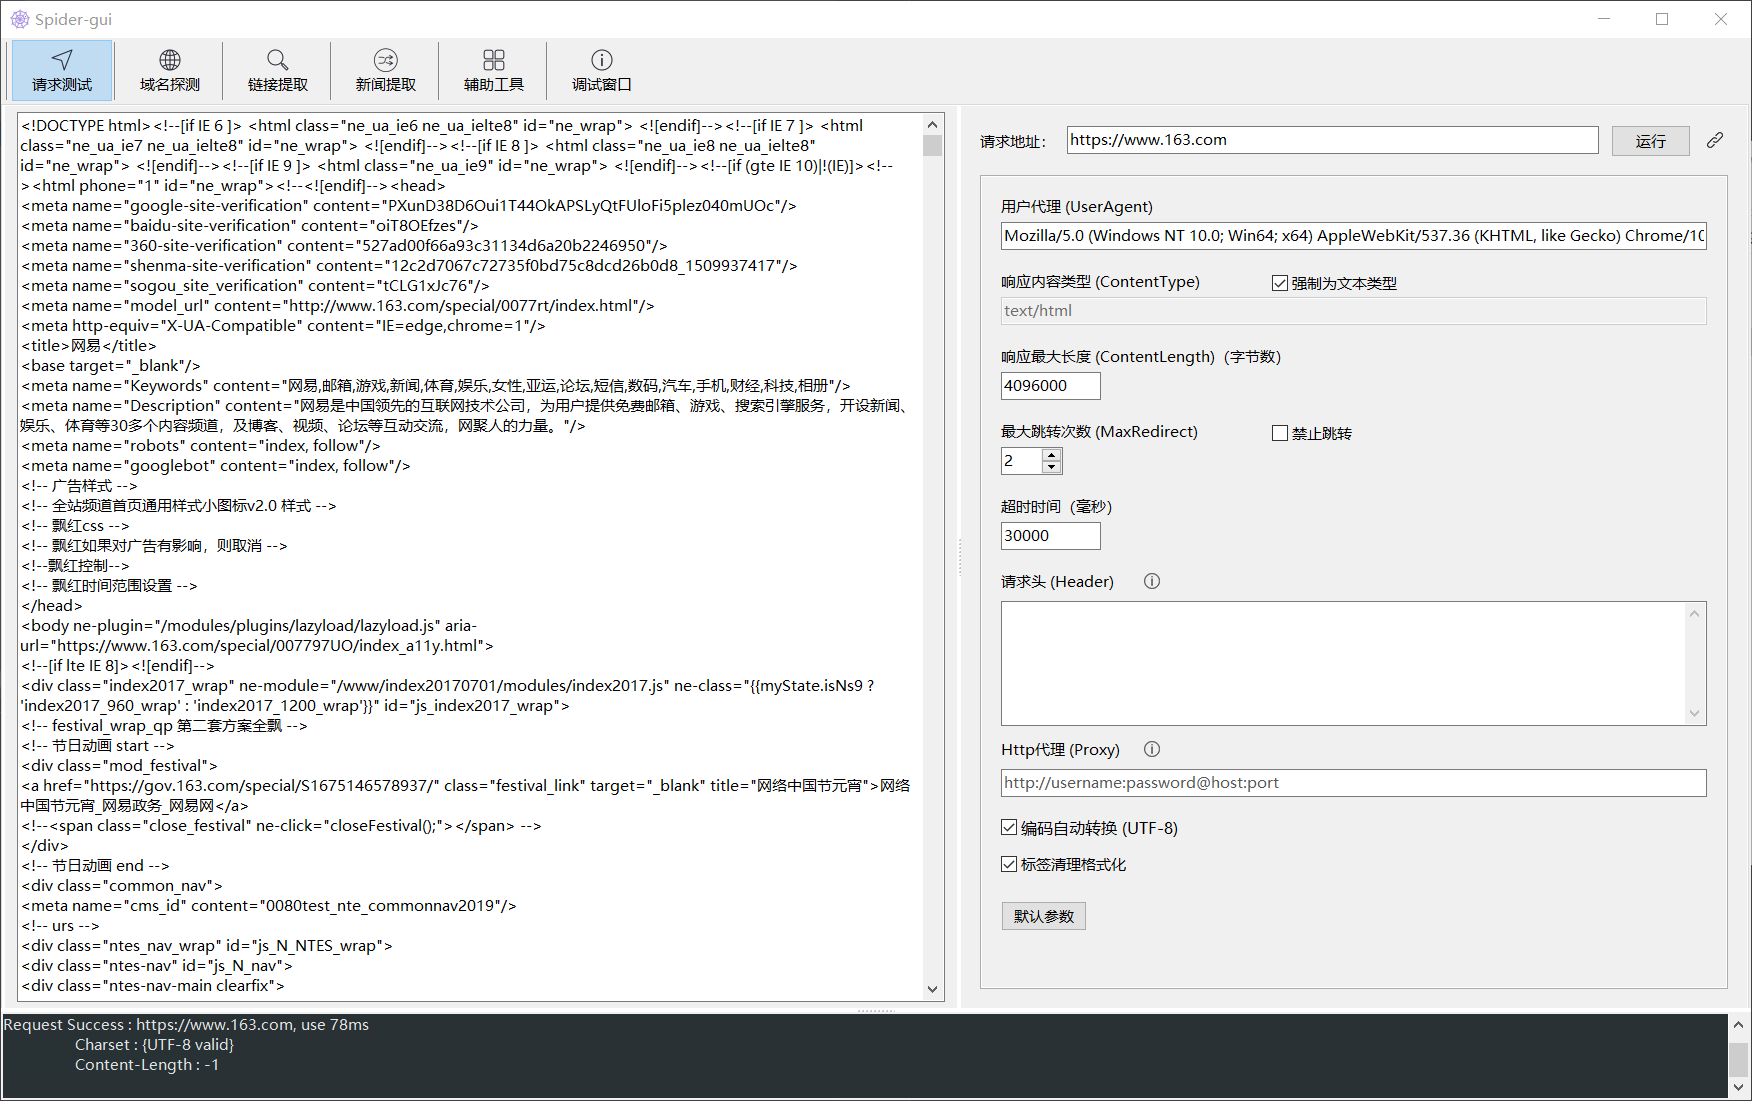 Spider-gui
请求测试
域名探测
链接提取
新闻提取
辅助工具
调试窗口
<!DOCTYPE html><!--[if IE 6 ]> <html class="ne_ua_ie6 ne_ua_ielte8" id="ne_wrap"> <![endif]--><!--[if IE 7 ]> <html
class="ne_ua_ie7 ne_ua_ielte8" id="ne_wrap"> <![endif]--><!--[if IE 8 ]> <html class="ne_ua_ie8 ne_ua_ielte8"
id="ne_wrap"> <![endif]--><!--[if IE 9 ]> <html class="ne_ua_ie9" id="ne_wrap"> <![endif]--><!--[if (gte IE 10)|!(IE)]><!--
><html phone="1" id="ne_wrap"><!--<![endif]--><head>
<meta name="google-site-verification" content="PXunD38D6Oui1T44OkAPSLyQtFUloFi5plez040mUOc"/>
<meta name="baidu-site-verification" content="oiT8OEfzes"/>
<meta name="360-site-verification" content="527ad00f66a93c31134d6a20b2246950"/>
<meta name="shenma-site-verification" content="12c2d7067c72735f0bd75c8dcd26b0d8_1509937417"/>
<meta name="sogou_site_verification" content="tCLG1xJc76"/>
<meta name="model_url" content="http://www.163.com/special/0077rt/index.html"/>
<meta http-equiv="X-UA-Compatible" content="IE=edge,chrome=1"/>
<title>网易</title>
<base target="_blank"/>
<meta name="Keywords" content="网易,邮箱,游戏,新闻,体育,娱乐,女性,亚运,论坛,短信,数码,汽车,手机,财经,科技,相册"/>
<meta name="Description" content="网易是中国领先的互联网技术公司，为用户提供免费邮箱、游戏、搜索引擎服务，开设新闻、
娱乐、体育等30多个内容频道，及博客、视频、论坛等互动交流，网聚人的力量。"/>
<meta name="robots" content="index, follow"/>
<meta name="googlebot" content="index, follow"/>
<!-- 广告样式 -->
<!-- 全站频道首页通用样式小图标v2.0 样式 -->
<!-- 飘红css -->
<!-- 飘红如果对广告有影响，则取消 -->
<!--飘红控制-->
<!-- 飘红时间范围设置 -->
</head>
<body ne-plugin="/modules/plugins/lazyload/lazyload.js" aria-
url="https://www.163.com/special/007797UO/index_a11y.html">
<!--[if lte IE 8]><![endif]-->
<div class="index2017_wrap" ne-module="/www/index20170701/modules/index2017.js" ne-class="{{myState.isNs9 ?
'index2017_960_wrap' : 'index2017_1200_wrap'}}" id="js_index2017_wrap">
<!-- festival_wrap_qp 第二套方案全飘 -->
<!-- 节日动画 start -->
<div class="mod_festival">
<a href="https://gov.163.com/special/S1675146578937/" class="festival_link" target="_blank" title="网络中国节元宵">网络
中国节元宵_网易政务_网易网</a>
<!--<span class="close_festival" ne-click="closeFestival();"></span> -->
</div>
<!-- 节日动画 end -->
<div class="common_nav">
<meta name="cms_id" content="0080test_nte_commonnav2019"/>
<!-- urs -->
<div class="ntes_nav_wrap" id="js_N_NTES_wrap">
<div class="ntes-nav" id="js_N_nav">
<div class="ntes-nav-main clearfix">
请求地址： https://www.163.com 运行
用户代理 (UserAgent)
Mozilla/5.0 (Windows NT 10.0; Win64; x64) AppleWebKit/537.36 (KHTML, like Gecko) Chrome/10
响应内容类型 (ContentType) 强制为文本类型
text/html
响应最大长度 (ContentLength)（字节数）
4096000
最大跳转次数 (MaxRedirect) 禁止跳转
2
超时时间（毫秒）
30000
请求头 (Header)
Http代理 (Proxy)
http://username:password@host:port
编码自动转换 (UTF-8)
标签清理格式化
默认参数
Request Success : https://www.163.com, use 78ms
Charset : {UTF-8 valid}
Content-Length : -1